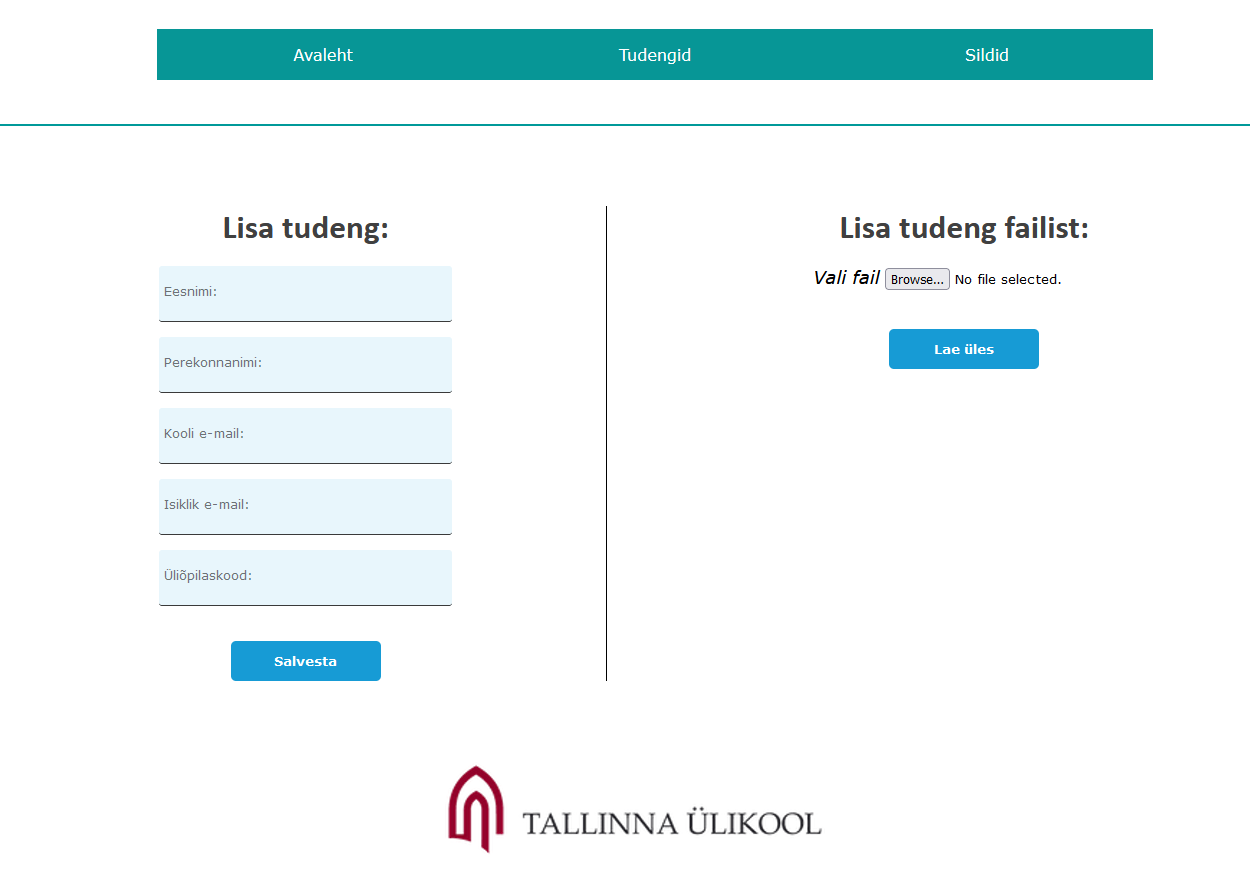 Avaleht Tudengid Sildid
Lisa tudeng:
Eesnimi:
Perekonnanimi:
Kooli e-mail:
Isiklik e-mail:
Üliõpilaskood:
Salvesta
Lisa tudeng failist:
Vali fail Browse... No file selected.
Lae üles
TALLINNA ÜLIKOOL